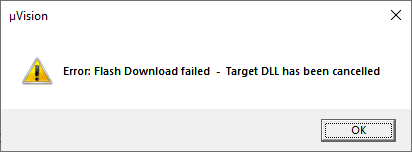 µVision
Error: Flash Download failed  -  Target DLL has been cancelled
OK